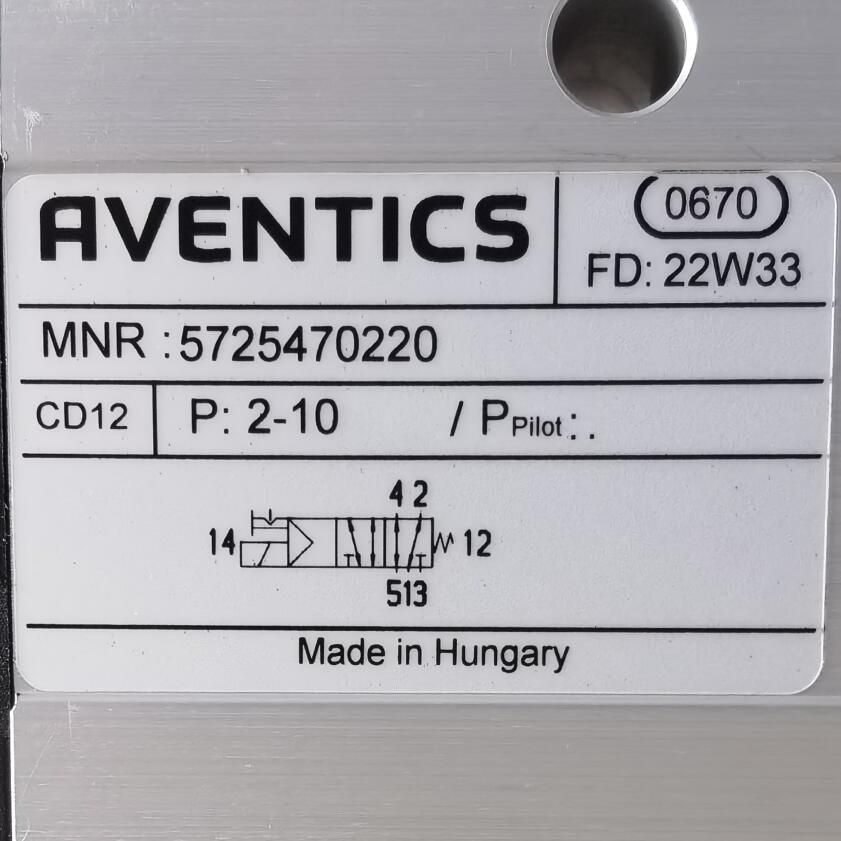 AVENTICS
0670
FD: 22W33
MNR :5725470220
CD12 P: 2-10 / PPilot: .
4 2
14 12
513
Made in Hungary